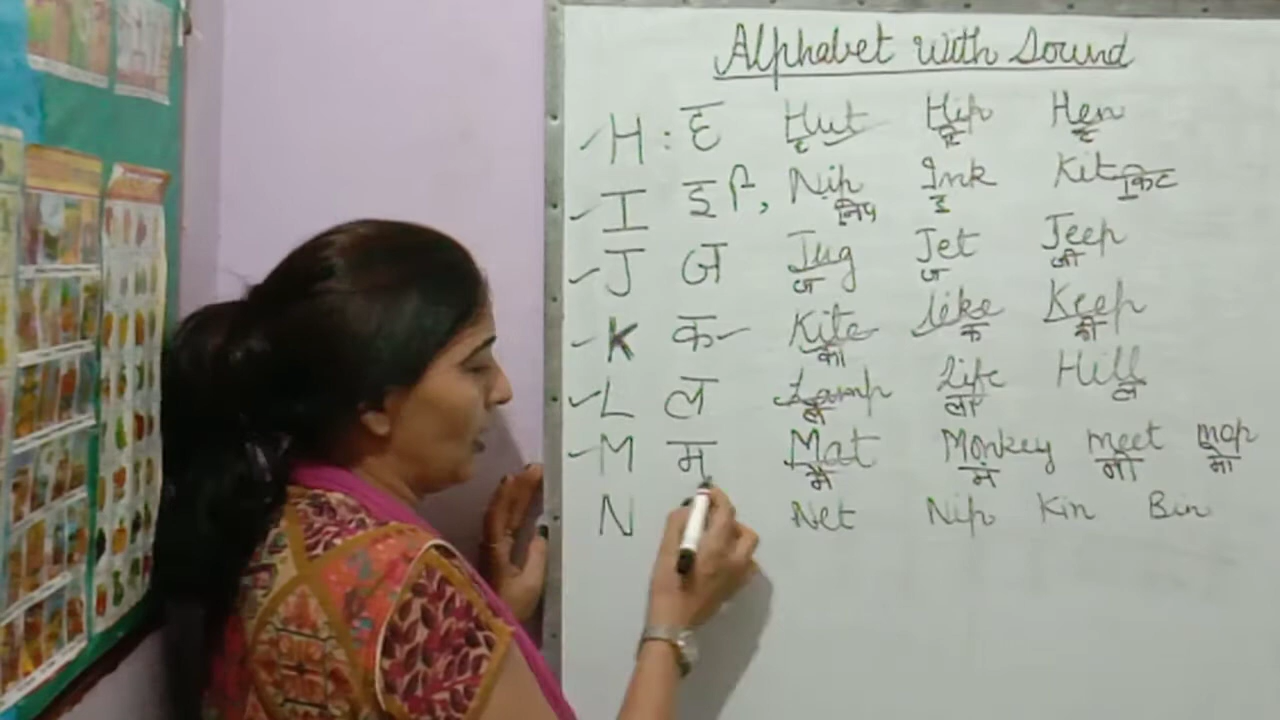 Alphabet with Sound
H : ह Hut Hip Hen
ह हि हे
I इ ि, Nip Ink Kit किट
निप इ
J ज Jug Jet Jeep
ज ज जी
K क Kite like Keep
का क की
L ल Lamp Life Hill
लै ला ल
M म Mat Monkey meet map
मै मं मी
N Net Nip Kin Bin